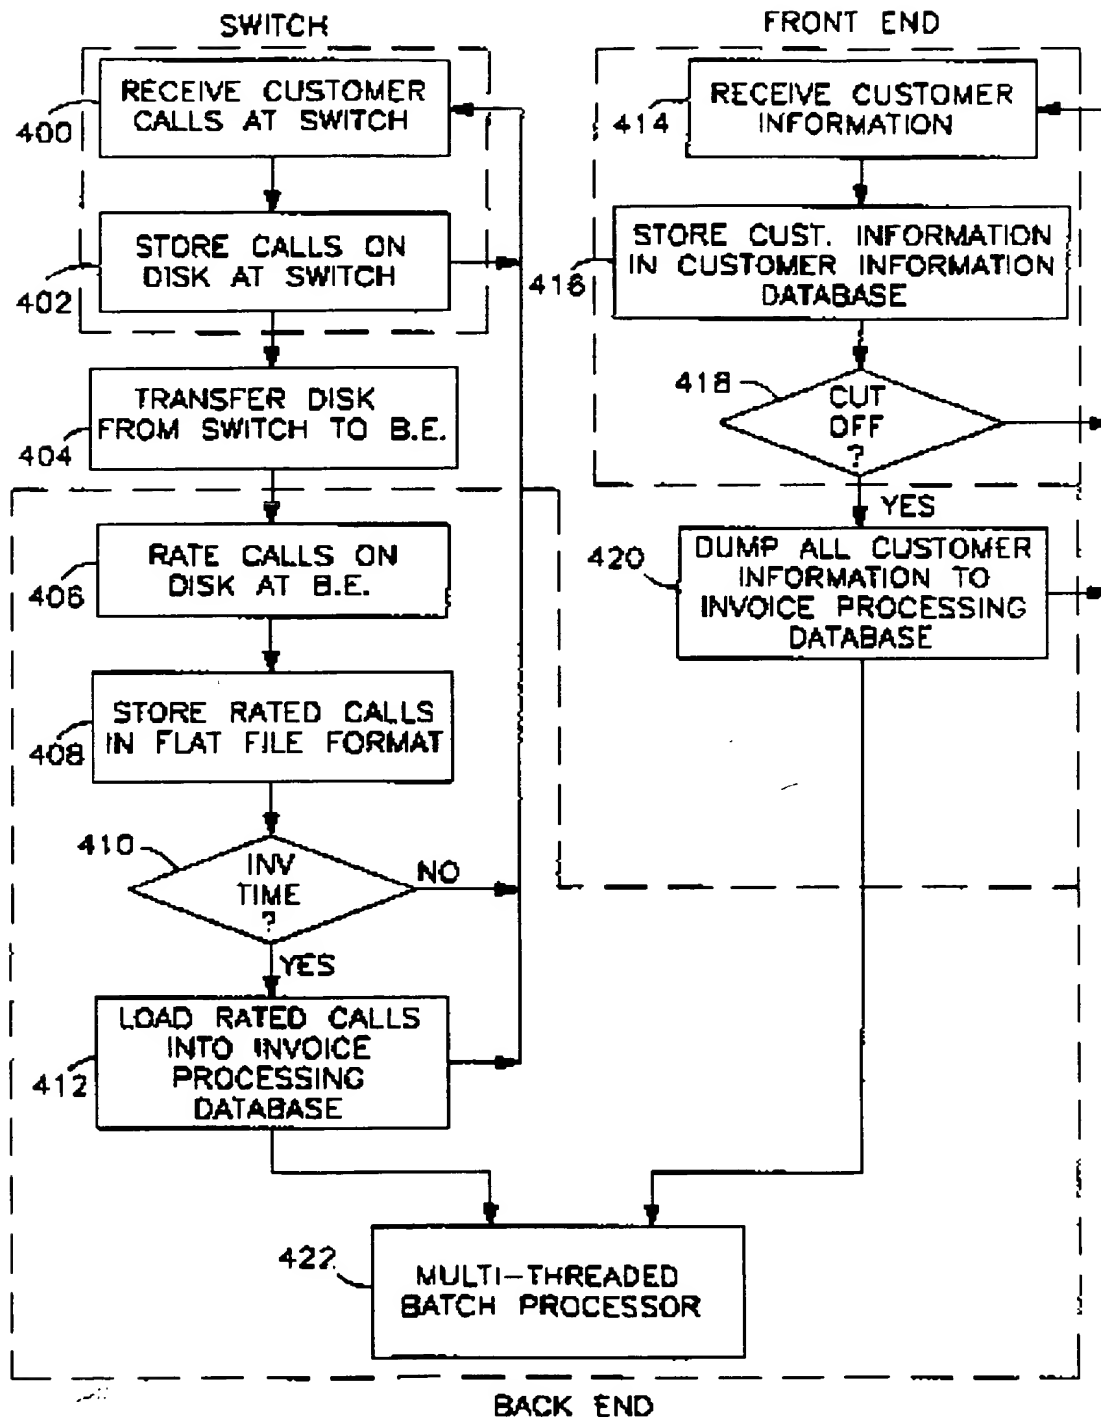 SWITCH
400
RECEIVE CUSTOMER
CALLS AT SWITCH
402
STORE CALLS ON
DISK AT SWITCH
404
TRANSFER DISK
FROM SWITCH TO B.E.
406
RATE CALLS ON
DISK AT B.E.
408
STORE RATED CALLS
IN FLAT FILE FORMAT
410
INV
TIME
?
NO
YES
412
LOAD RATED CALLS
INTO INVOICE
PROCESSING
DATABASE
FRONT END
414
RECEIVE CUSTOMER
INFORMATION
416
STORE CUST. INFORMATION
IN CUSTOMER INFORMATION
DATABASE
418
CUT
OFF
?
YES
420
DUMP ALL CUSTOMER
INFORMATION TO
INVOICE PROCESSING
DATABASE
422
MULTI-THREADED
BATCH PROCESSOR
BACK END